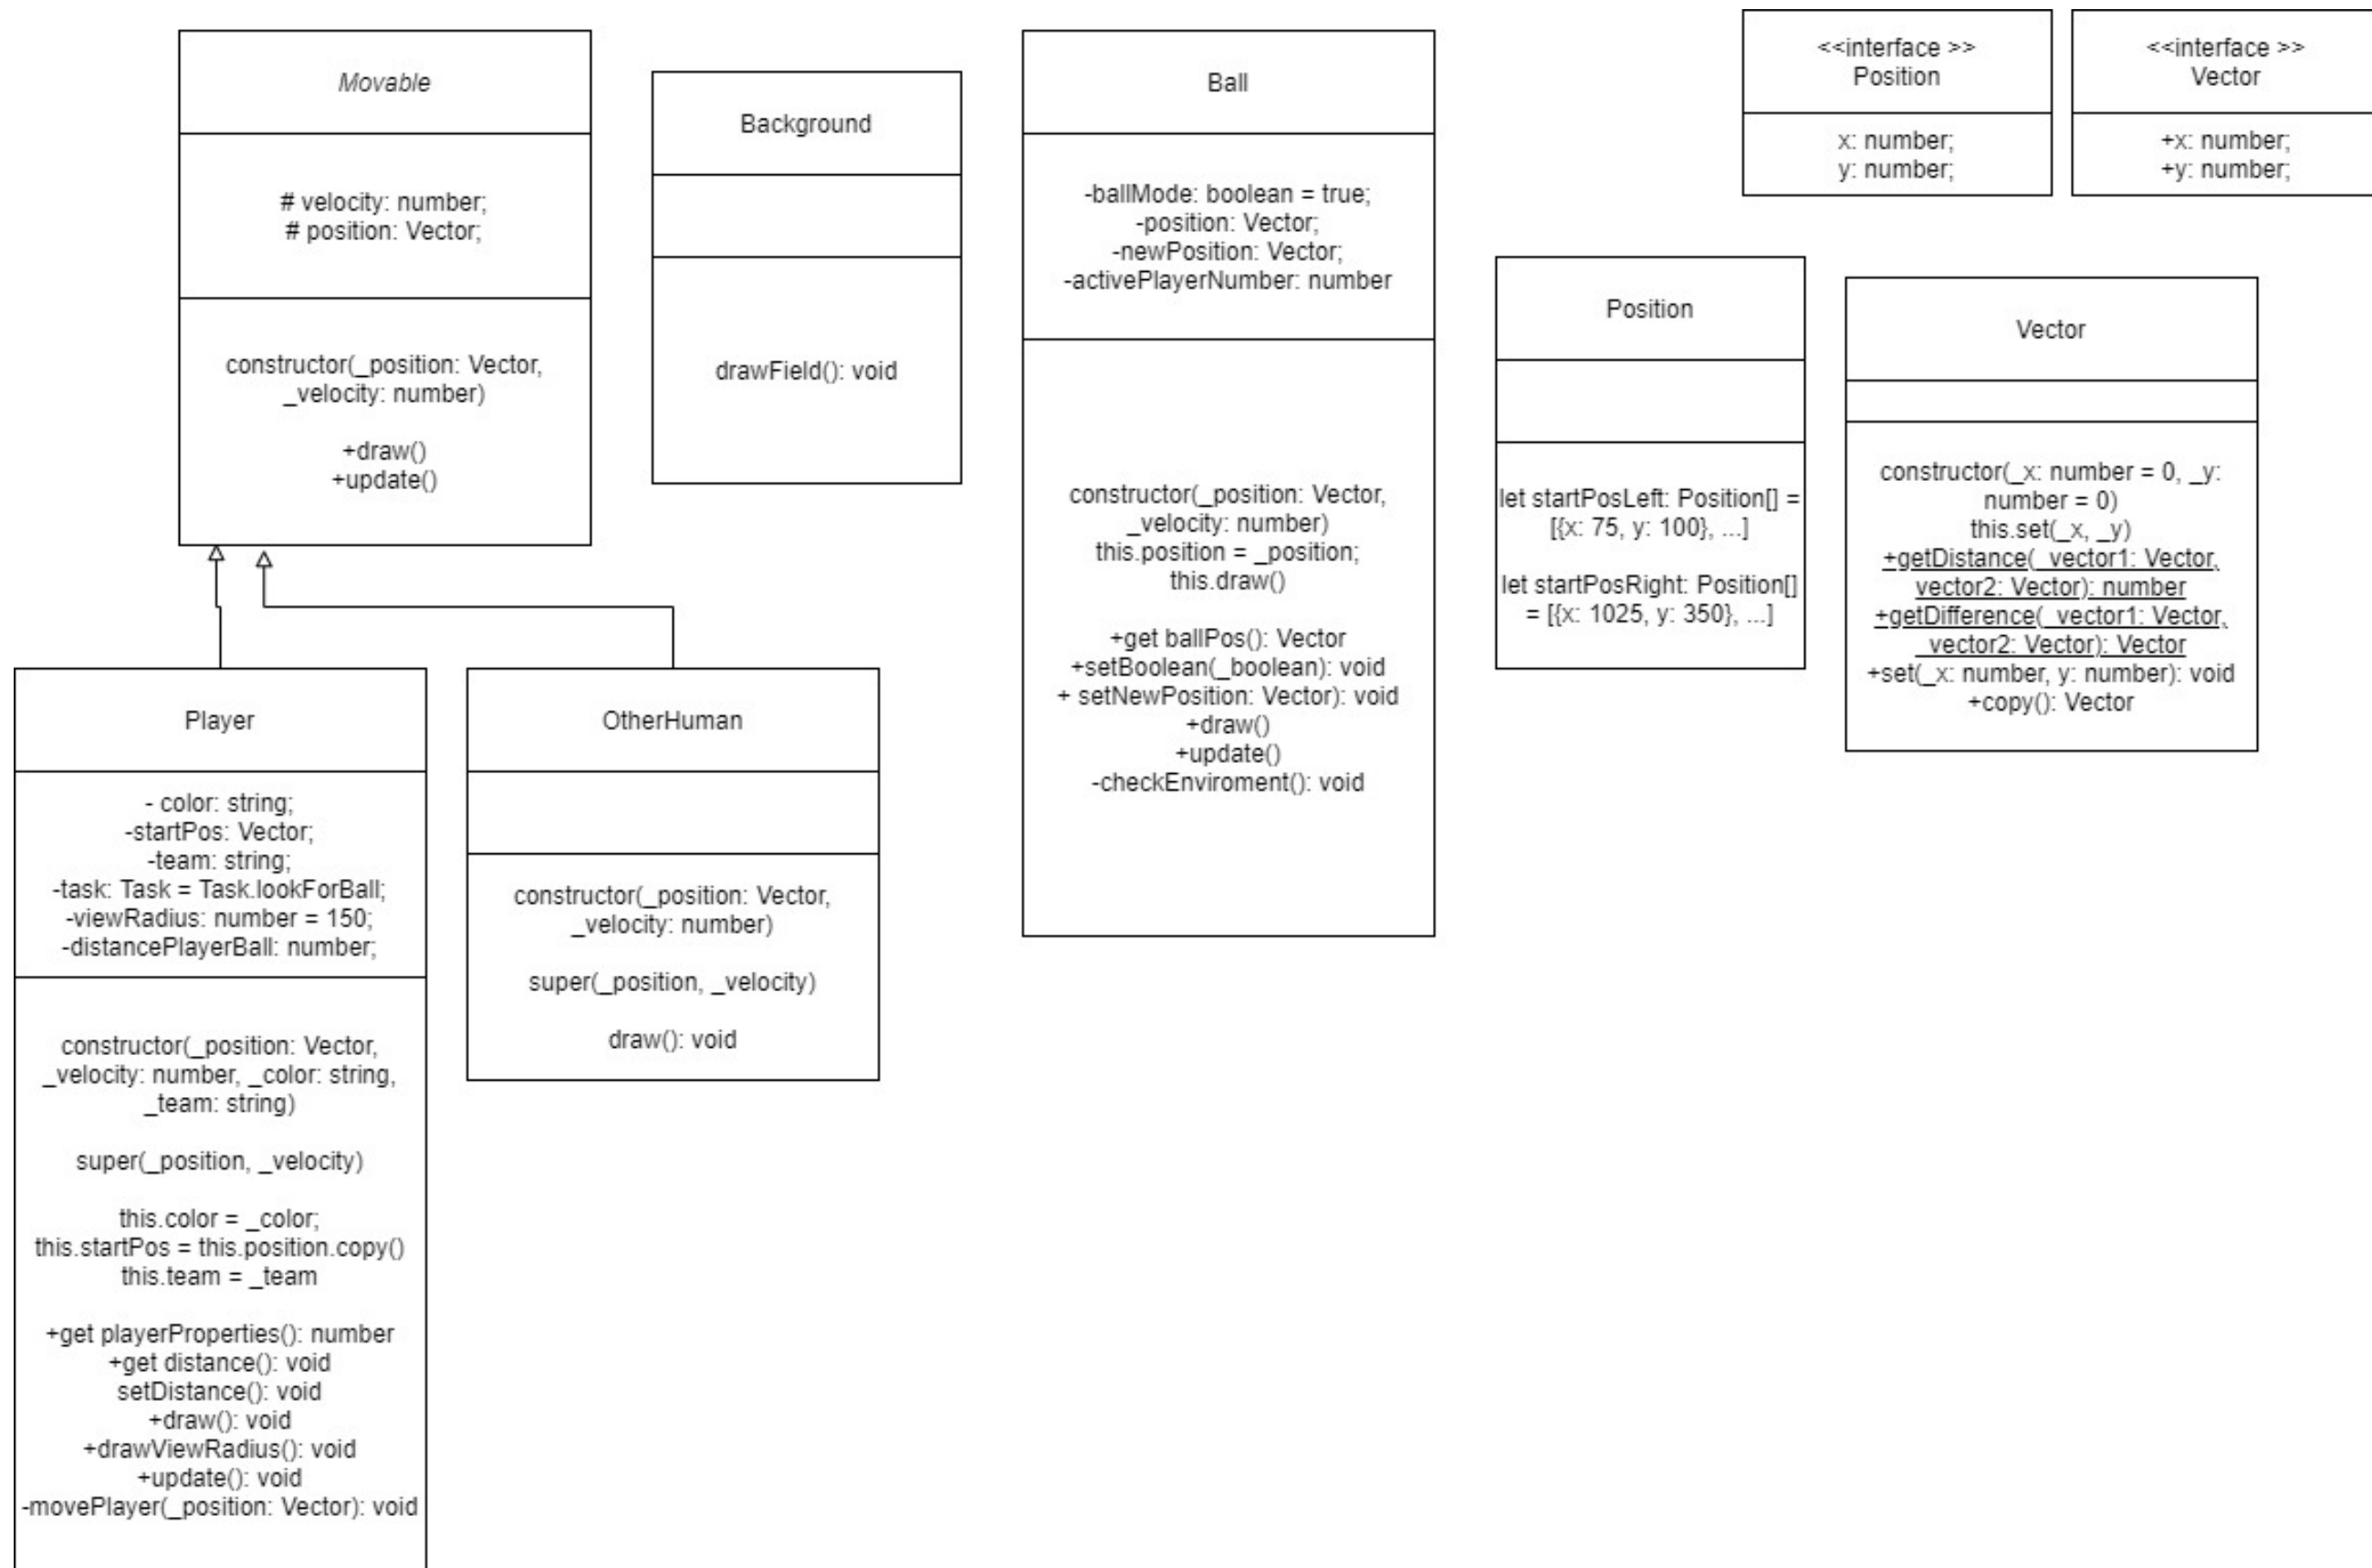 Movable
# velocity: number;
# position: Vector;
constructor(_position: Vector,
_velocity: number)
+draw()
+update()
Background
drawField(): void
Ball
-ballMode: boolean = true;
-position: Vector;
-newPosition: Vector;
-activePlayerNumber: number
constructor(_position: Vector,
_velocity: number)
this.position = _position;
this.draw()
+get ballPos(): Vector
+setBoolean(_boolean): void
+ setNewPosition: Vector): void
+draw()
+update()
-checkEnviroment(): void
<<interface >>
Position
x: number;
y: number;
<<interface >>
Vector
+x: number;
+y: number;
Position
let startPosLeft: Position[] =
[{x: 75, y: 100}, ...]
let startPosRight: Position[]
= [{x: 1025, y: 350}, ...]
Vector
constructor(_x: number = 0, _y:
number = 0)
this.set(_x, _y)
+getDistance(_vector1: Vector,
vector2: Vector): number
+getDifference(_vector1: Vector,
_vector2: Vector): Vector
+set(_x: number, y: number): void
+copy(): Vector
Player
- color: string;
-startPos: Vector;
-team: string;
-task: Task = Task.lookForBall;
-viewRadius: number = 150;
-distancePlayerBall: number;
constructor(_position: Vector,
_velocity: number, _color: string,
_team: string)
super(_position, _velocity)
this.color = _color;
this.startPos = this.position.copy()
this.team = _team
+get playerProperties(): number
+get distance(): void
setDistance(): void
+draw(): void
+drawViewRadius(): void
+update(): void
-movePlayer(_position: Vector): void
OtherHuman
constructor(_position: Vector,
_velocity: number)
super(_position, _velocity)
draw(): void